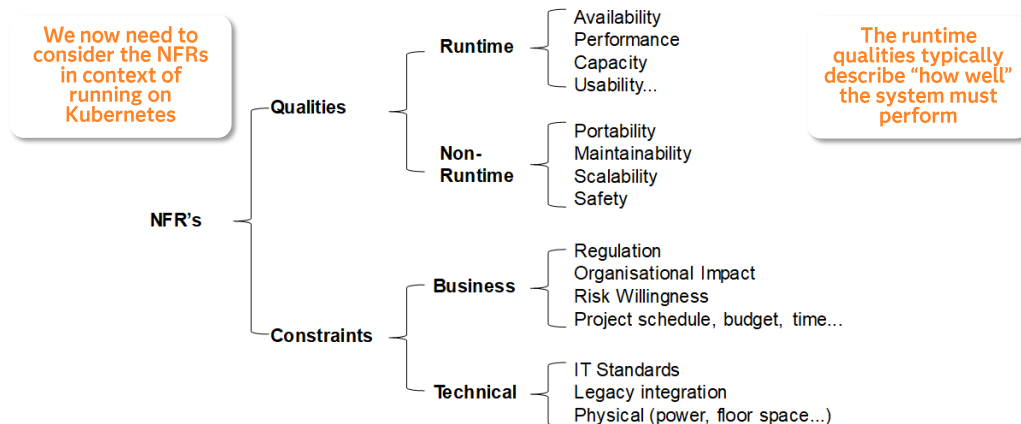 We now need to
consider the NFRs
in context of
running on
Kubernetes
The runtime
qualities typically
describe “how well”
the system must
perform
NFR's
Qualities
Runtime
Availability
Performance
Capacity
Usability...
Non-
Runtime
Portability
Maintainability
Scalability
Safety
Constraints
Business
Regulation
Organisational Impact
Risk Willingness
Project schedule, budget, time...
Technical
IT Standards
Legacy integration
Physical (power, floor space...)